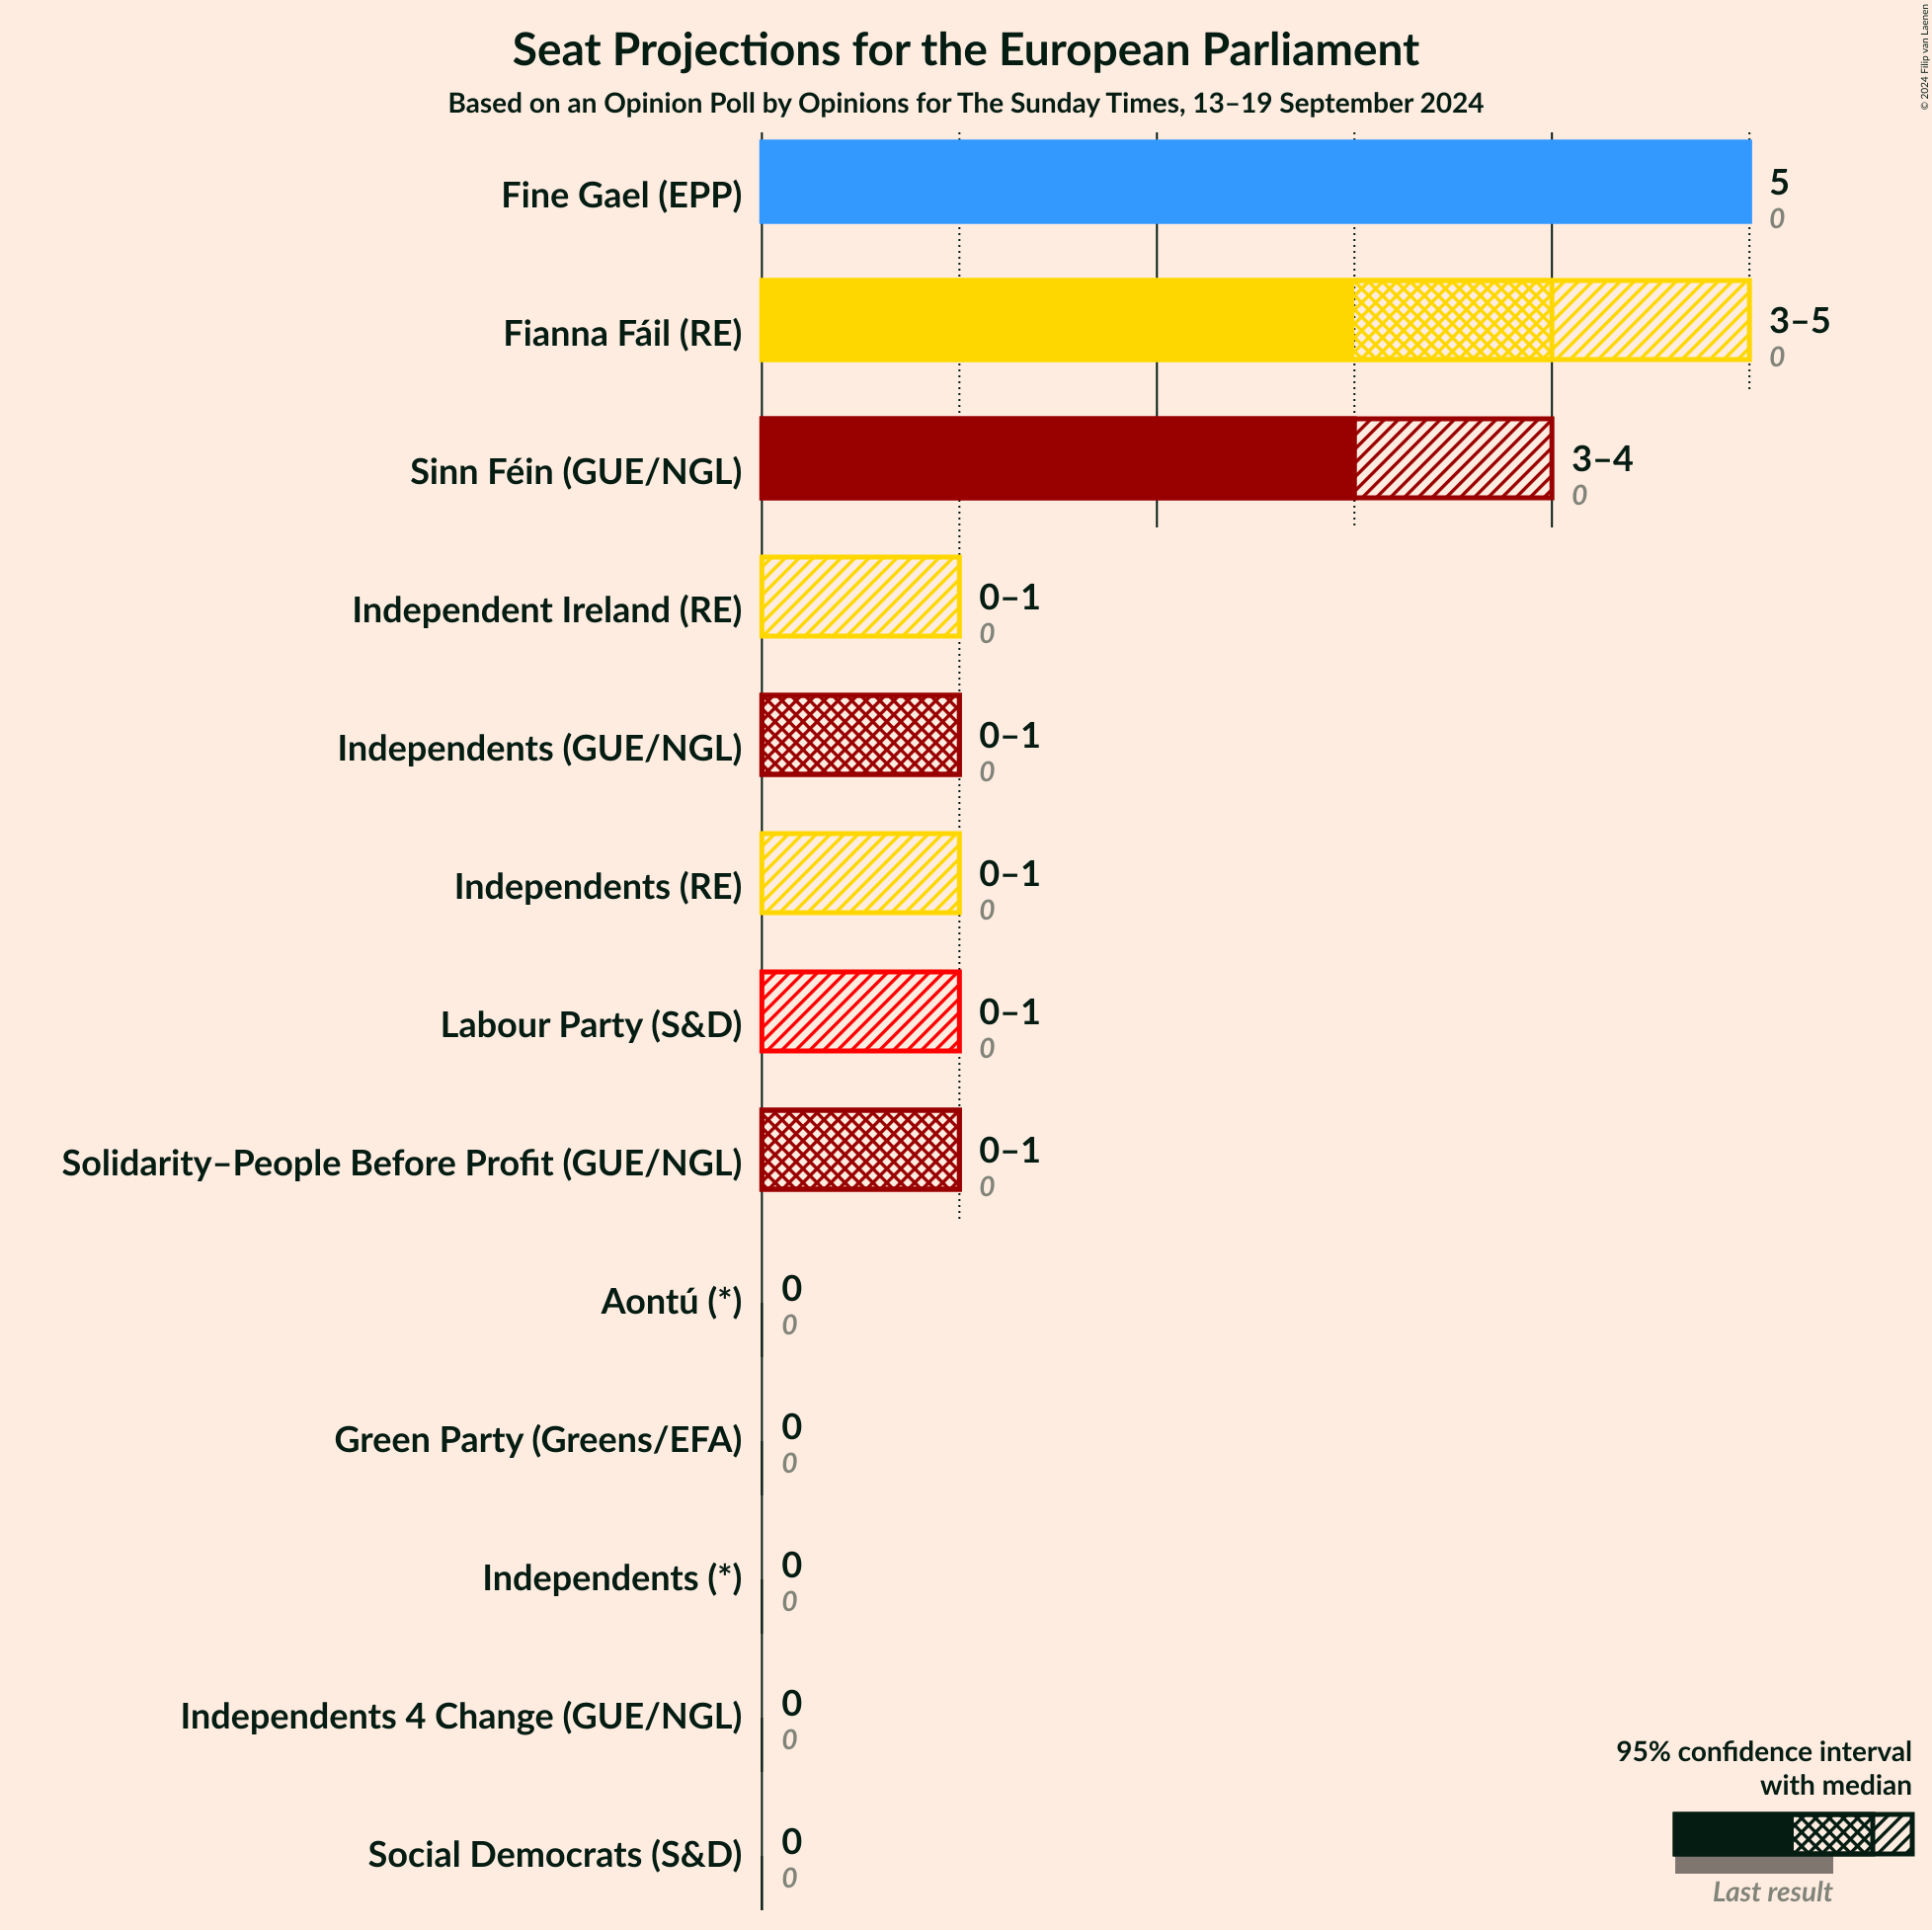 Seat Projections for the European Parliament
Based on an Opinion Poll by Opinions for The Sunday Times, 13–19 September 2024
© 2024 Filip van Laenen
Fine Gael (EPP)
5
0
Fianna Fáil (RE)
3–5
0
Sinn Féin (GUE/NGL)
3–4
0
Independent Ireland (RE)
0–1
0
Independents (GUE/NGL)
0–1
0
Independents (RE)
0–1
0
Labour Party (S&D)
0–1
0
Solidarity–People Before Profit (GUE/NGL)
0–1
0
Aontú (*)
0
0
Green Party (Greens/EFA)
0
0
Independents (*)
0
0
Independents 4 Change (GUE/NGL)
0
0
Social Democrats (S&D)
0
0
95% confidence interval
with median
Last result